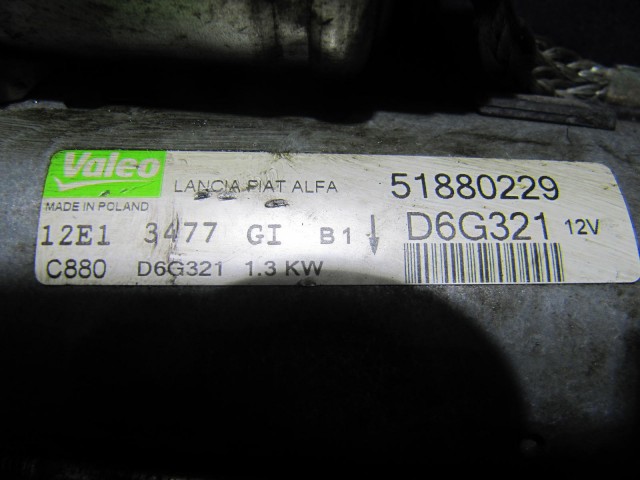 Valeo LANCIA FIAT ALFA 51880229
MADE IN POLAND
12E1 3477 GI B1 D6G321 12V
C880 D6G321 1.3 KW